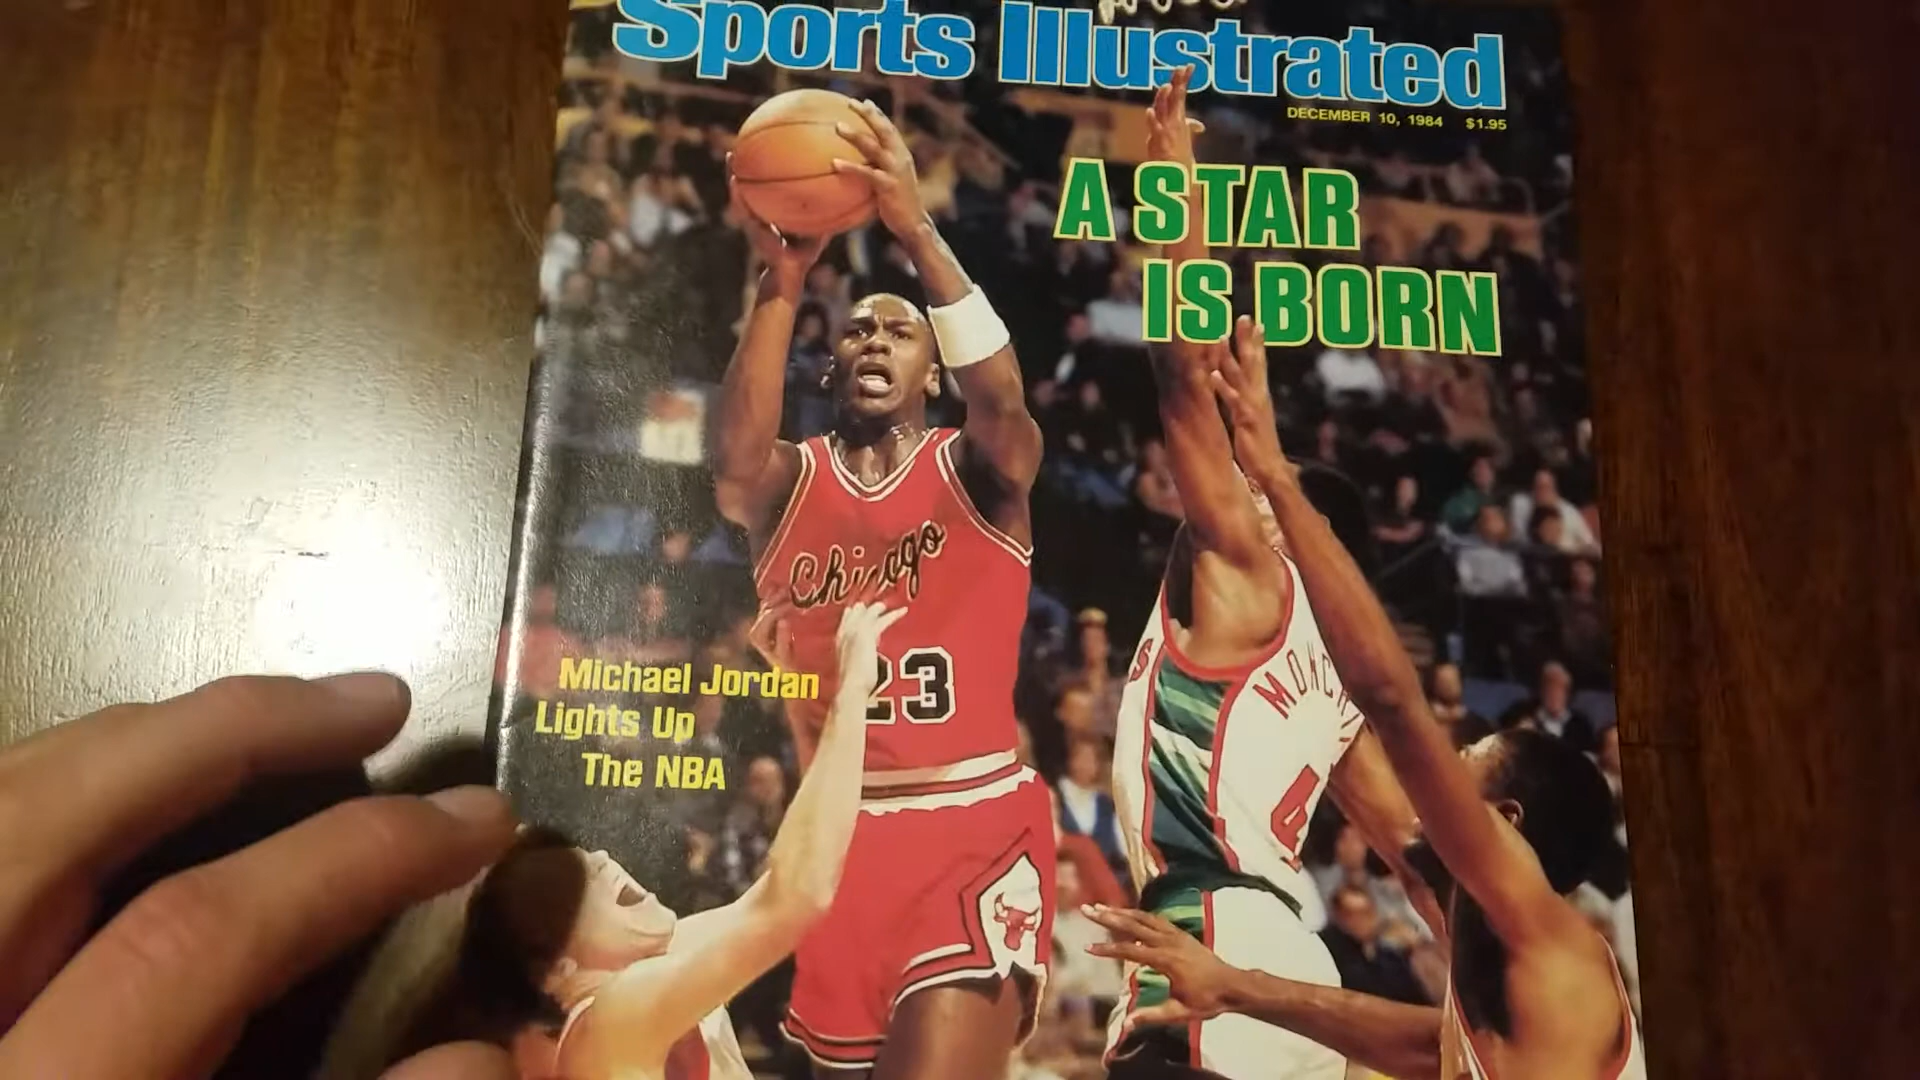 Sports Illustrated
DECEMBER 10, 1984 $1.95
A STAR
IS BORN
Chicago
23
Michael Jordan
Lights Up
The NBA